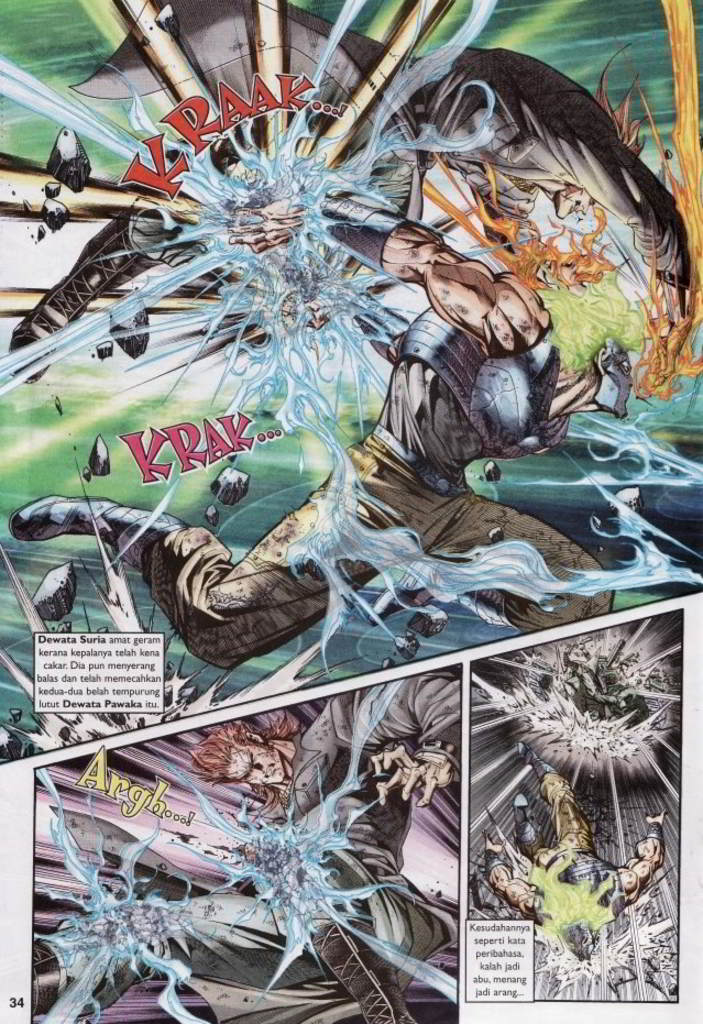 KRAAK...!
KRAK...
Dewata Suria amat geram
kerana kepalanya telah kena
cakar. Dia pun menyerang
balas dan telah memecahkan
kedua-dua belah tempurung
lutut Dewata Pawaka itu.
Argh...!
Kesudahannya
seperti kata
peribahasa,
kalah jadi
abu, menang
jadi arang...
34